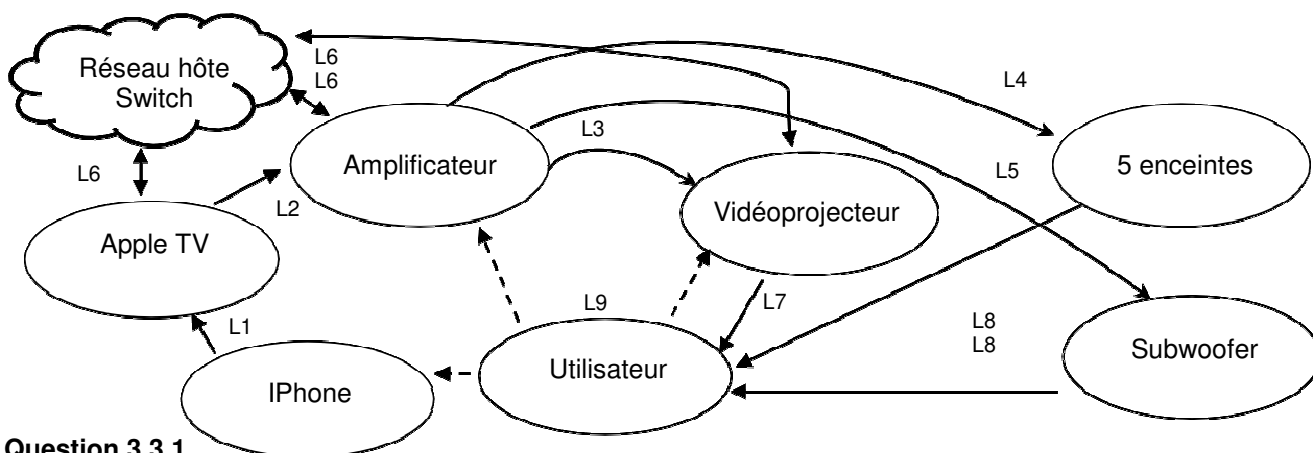 Réseau hôte
Switch
L6
L6
L4
L6
L3
Amplificateur
5 enceintes
L5
L2
Vidéoprojecteur
Apple TV
L9
L7
L1
L8
L8
Subwoofer
Utilisateur
IPhone
Question 3.3.1